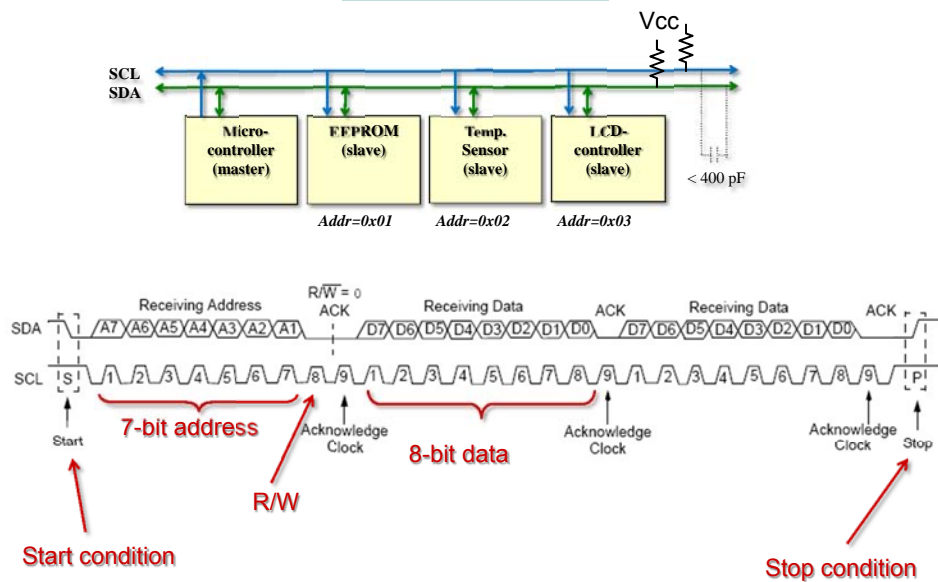 Vcc
SCL
SDA
Micro-
controller
(master)
EEPROM
(slave)
Temp.
Sensor
(slave)
LCD-
controller
(slave)
< 400 pF
Addr=0x01 Addr=0x02 Addr=0x03
R/W = 0
Receiving Address ACK Receiving Data ACK Receiving Data ACK
SDA A7 A6 A5 A4 A3 A2 A1 D7 D6 D5 D4 D3 D2 D1 D0 D7 D6 D5 D4 D3 D2 D1 D0
SCL S 1 2 3 4 5 6 7 8 9 1 2 3 4 5 6 7 8 9 1 2 3 4 5 6 7 8 9 P
7-bit address
8-bit data
Start
Acknowledge
Clock
Acknowledge
Clock
Acknowledge
Clock
Stop
R/W
Start condition
Stop condition